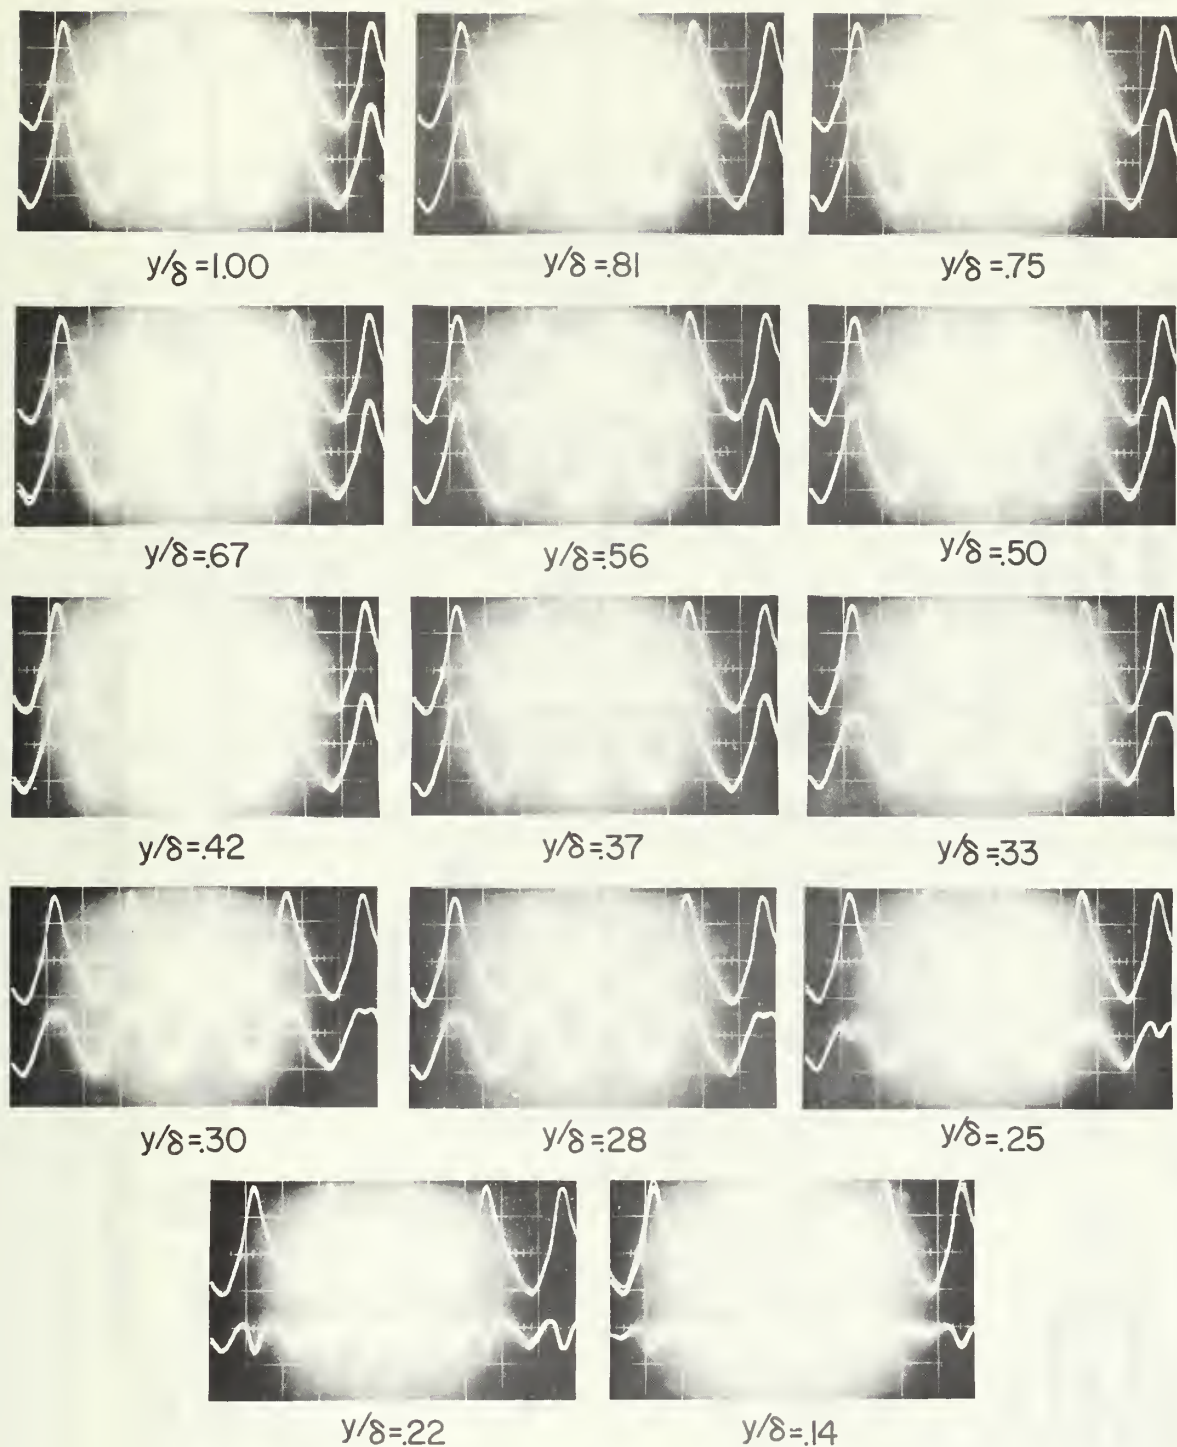 y/δ =1.00
y/δ =.81
y/δ =.75
y/δ =.67
y/δ =.56
y/δ =.50
y/δ =.42
y/δ =.37
y/δ =.33
y/δ =.30
y/δ =.28
y/δ =.25
y/δ =.22
y/δ =.14